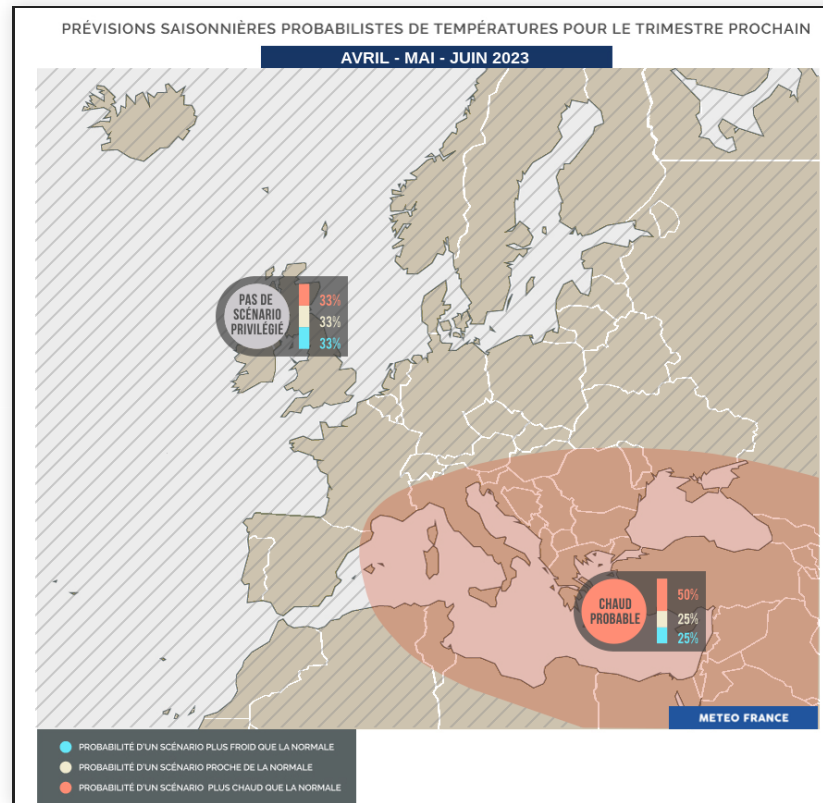 PRÉVISIONS SAISONNIÈRES PROBABILISTES DE TEMPÉRATURES POUR LE TRIMESTRE PROCHAIN
AVRIL - MAI - JUIN 2023
PAS DE
SCÉNARIO
PRIVILÉGIÉ
33%
33%
33%
CHAUD
PROBABLE
50%
25%
25%
METEO FRANCE
PROBABILITÉ D'UN SCÉNARIO PLUS FROID QUE LA NORMALE
PROBABILITÉ D'UN SCÉNARIO PROCHE DE LA NORMALE
PROBABILITÉ D'UN SCÉNARIO PLUS CHAUD QUE LA NORMALE